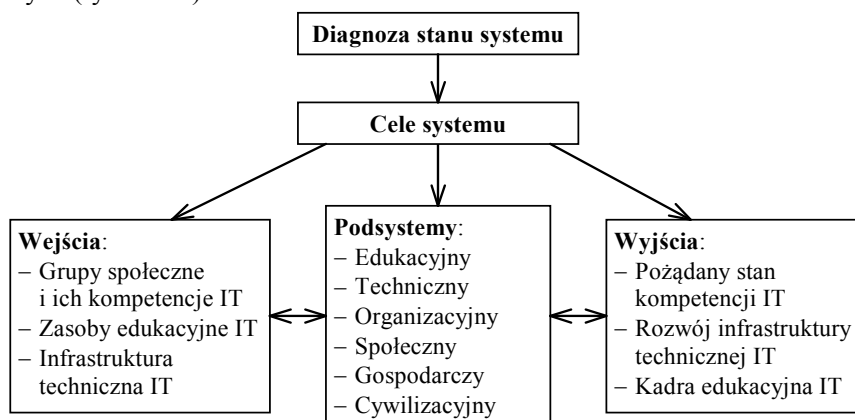 Diagnoza stanu systemu
Cele systemu
Wejścia:
– Grupy społeczne
i ich kompetencje IT
– Zasoby edukacyjne IT
– Infrastruktura
techniczna IT
Podsystemy:
– Edukacyjny
– Techniczny
– Organizacyjny
– Społeczny
– Gospodarczy
– Cywilizacyjny
Wyjścia:
– Pożądany stan
kompetencji IT
– Rozwój infrastruktury
technicznej IT
– Kadra edukacyjna IT